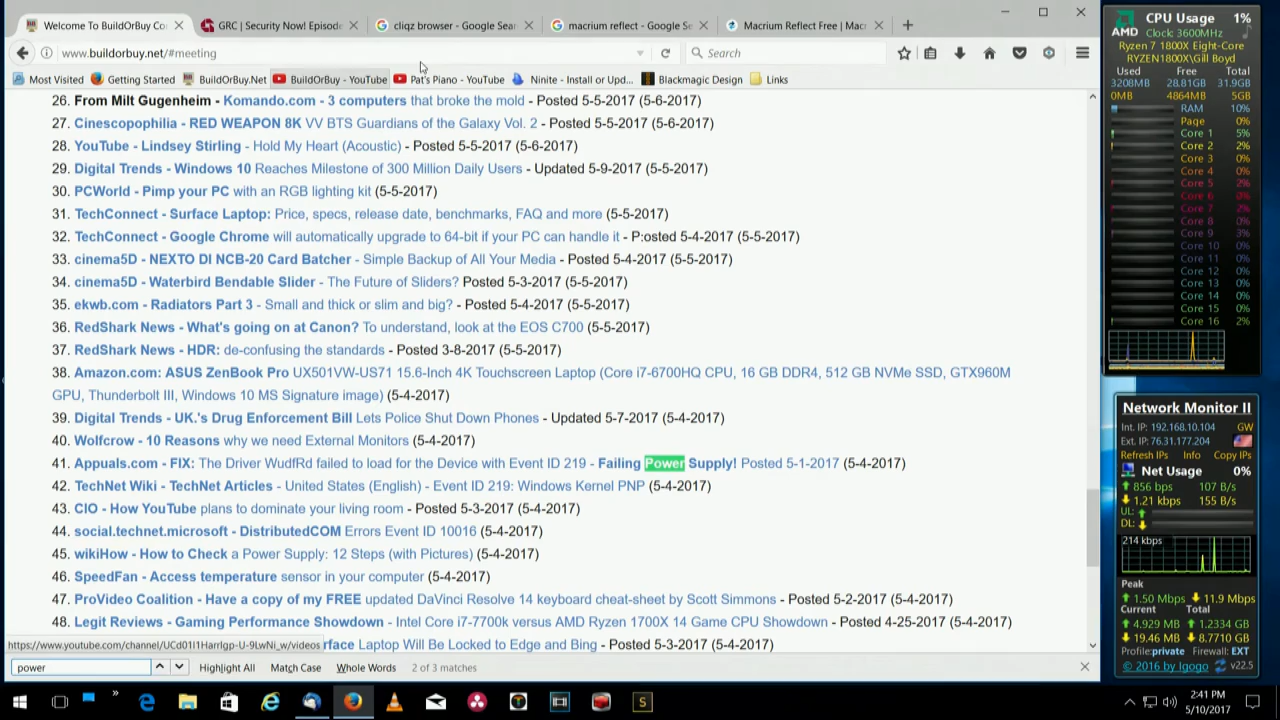 Welcome To BuildOrBuy Co
GRC | Security Now! Episode
cliqz browser - Google Sear
macrium reflect - Google Se
Macrium Reflect Free | Mac
www.buildorbuy.net/#meeting
Search
Most Visited
Getting Started
BuildOrBuy.Net
BuildOrBuy - YouTube
Pat's Piano - YouTube
Ninite - Install or Upd...
Blackmagic Design
Links
26. From Milt Gugenheim - Komando.com - 3 computers that broke the mold - Posted 5-5-2017 (5-6-2017)
27. Cinescopophilia - RED WEAPON 8K VV BTS Guardians of the Galaxy Vol. 2 - Posted 5-5-2017 (5-6-2017)
28. YouTube - Lindsey Stirling - Hold My Heart (Acoustic) - Posted 5-5-2017 (5-6-2017)
29. Digital Trends - Windows 10 Reaches Milestone of 300 Million Daily Users - Updated 5-9-2017 (5-5-2017)
30. PCWorld - Pimp your PC with an RGB lighting kit (5-5-2017)
31. TechConnect - Surface Laptop: Price, specs, release date, benchmarks, FAQ and more (5-5-2017)
32. TechConnect - Google Chrome will automatically upgrade to 64-bit if your PC can handle it - P:osted 5-4-2017 (5-5-2017)
33. cinema5D - NEXTO DI NCB-20 Card Batcher - Simple Backup of All Your Media - Posted 5-4-2017 (5-5-2017)
34. cinema5D - Waterbird Bendable Slider - The Future of Sliders? Posted 5-3-2017 (5-5-2017)
35. ekwb.com - Radiators Part 3 - Small and thick or slim and big? - Posted 5-4-2017 (5-5-2017)
36. RedShark News - What's going on at Canon? To understand, look at the EOS C700 (5-5-2017)
37. RedShark News - HDR: de-confusing the standards - Posted 3-8-2017 (5-5-2017)
38. Amazon.com: ASUS ZenBook Pro UX501VW-US71 15.6-Inch 4K Touchscreen Laptop (Core i7-6700HQ CPU, 16 GB DDR4, 512 GB NVMe SSD, GTX960M
GPU, Thunderbolt III, Windows 10 MS Signature image) (5-4-2017)
39. Digital Trends - UK.'s Drug Enforcement Bill Lets Police Shut Down Phones - Updated 5-7-2017 (5-4-2017)
40. Wolfcrow - 10 Reasons why we need External Monitors (5-4-2017)
41. Appuals.com - FIX: The Driver WudfRd failed to load for the Device with Event ID 219 - Failing Power Supply! Posted 5-1-2017 (5-4-2017)
42. TechNet Wiki - TechNet Articles - United States (English) - Event ID 219: Windows Kernel PNP (5-4-2017)
43. CIO - How YouTube plans to dominate your living room - Posted 5-3-2017 (5-4-2017)
44. social.technet.microsoft - DistributedCOM Errors Event ID 10016 (5-4-2017)
45. wikiHow - How to Check a Power Supply: 12 Steps (with Pictures) (5-4-2017)
46. SpeedFan - Access temperature sensor in your computer (5-4-2017)
47. ProVideo Coalition - Have a copy of my FREE updated DaVinci Resolve 14 keyboard cheat-sheet by Scott Simmons - Posted 5-2-2017 (5-4-2017)
48. Legit Reviews - Gaming Performance Showdown - Intel Core i7-7700k versus AMD Ryzen 1700X 14 Game CPU Showdown - Posted 4-25-2017 (5-4-2017)
https://www.youtube.com/channel/UCd01I1HarrIgp-U-9LwNi_w/videos
rface Laptop Will Be Locked to Edge and Bing - Posted 5-3-2017 (5-4-2017)
power
Highlight All
Match Case
Whole Words
2 of 3 matches
CPU Usage 1%
AMD
Clock: 3600MHz
Ryzen 7 1800X Eight-Core
RYZEN1800X\Gill Boyd
Used Free Total
3208MB 28.81GB 31.9GB
0MB 4864MB 5GB
RAM 10%
Page 0%
Core 1 5%
Core 2 2%
Core 3 0%
Core 4 0%
Core 5 2%
Core 6 0%
Core 7 2%
Core 8 0%
Core 9 3%
Core 10 0%
Core 11 0%
Core 12 0%
Core 13 0%
Core 14 0%
Core 15 0%
Core 16 2%
Network Monitor II
Int. IP: 192.168.10.104 GW
Ext. IP: 76.31.177.204
Refresh IPs Info Copy IPs
Net Usage 0%
856 bps 107 B/s
1.21 kbps 155 B/s
UL:
DL:
214 kbps
Peak
1.50 Mbps 11.9 Mbps
Current Total
4.929 MB 1.2334 GB
19.46 MB 8.7710 GB
Profile:private Firewall: EXT
© 2016 by Igogo v22.5
2:41 PM
5/10/2017